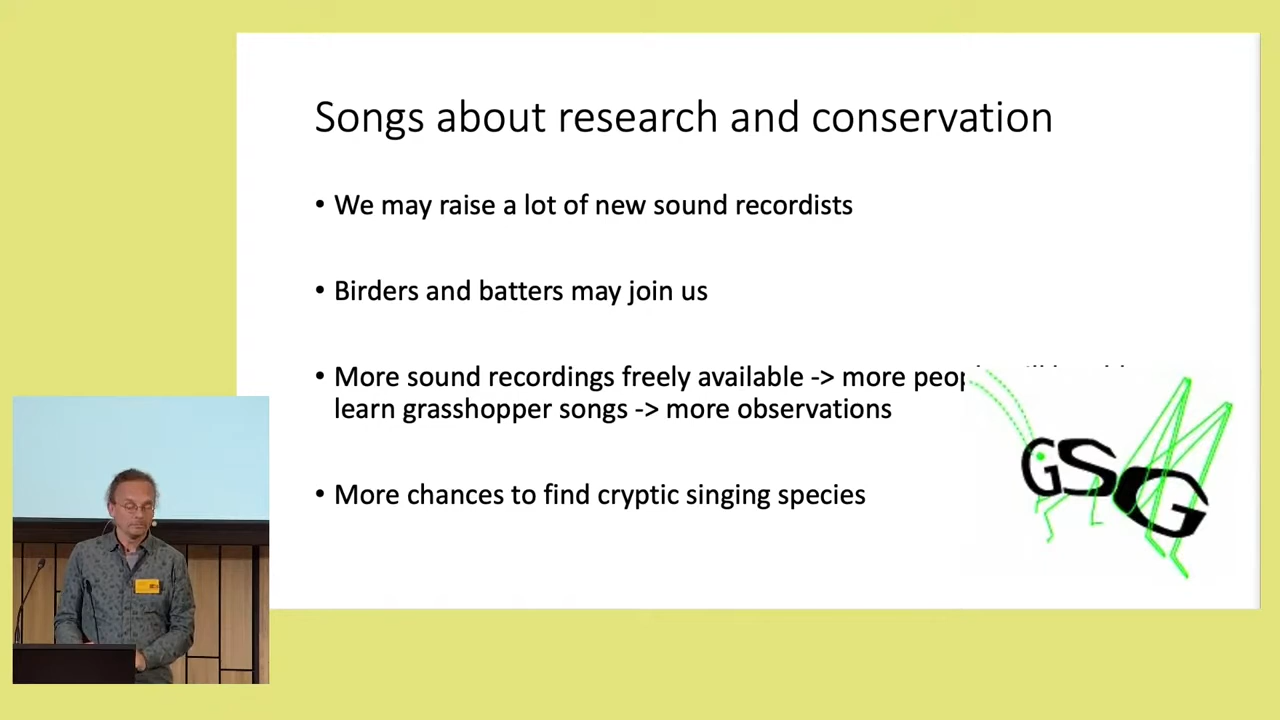 Songs about research and conservation
• We may raise a lot of new sound recordists
• Birders and batters may join us
• More sound recordings freely available -> more
learn grasshopper songs -> more observations
• More chances to find cryptic singing species
GSG